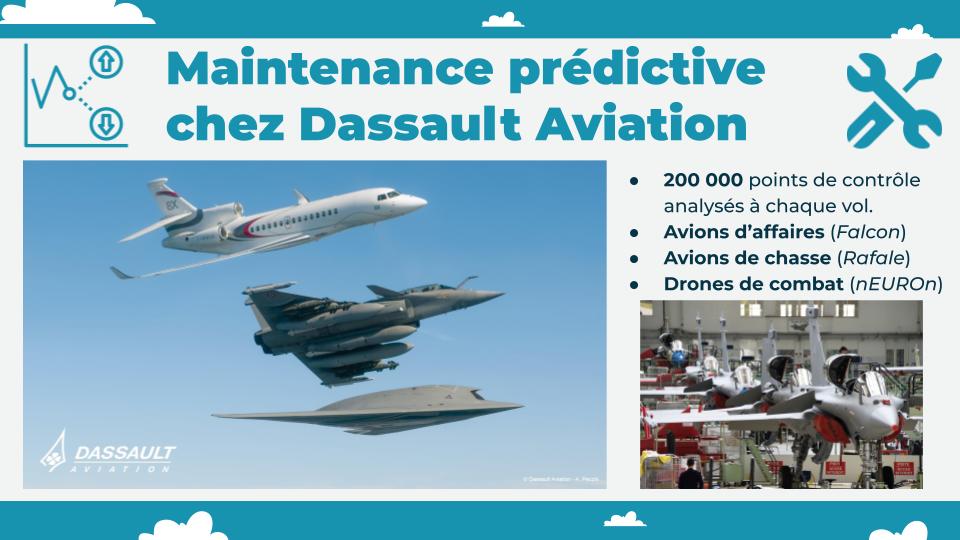 Maintenance prédictive
chez Dassault Aviation
● 200 000 points de contrôle
analysés à chaque vol.
● Avions d'affaires (Falcon)
● Avions de chasse (Rafale)
● Drones de combat (nEUROn)
8X
DASSAULT
AVIATION
© Dassault Aviation - A. Pecchi